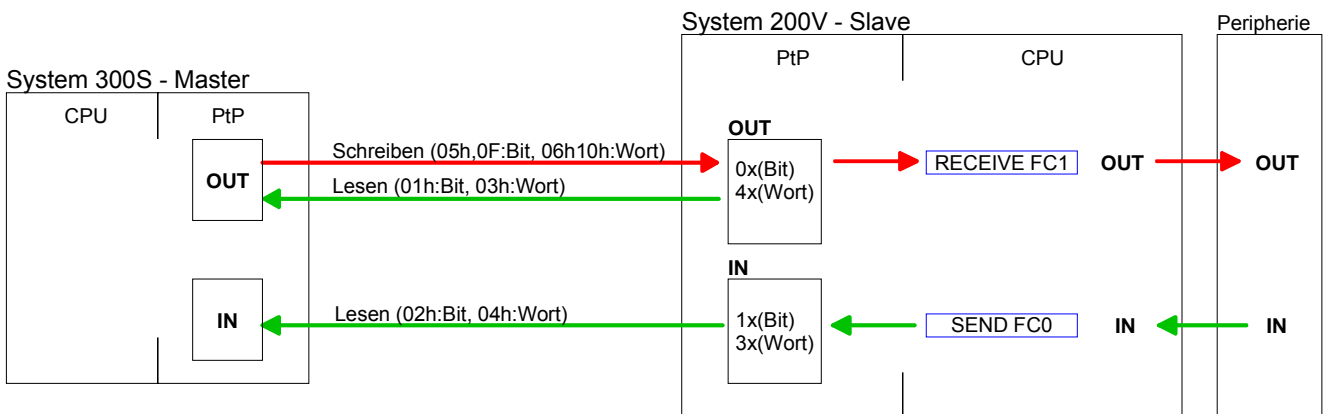 System 200V - Slave
Peripherie
PtP
CPU
System 300S - Master
CPU
PtP
OUT
Schreiben (05h,0F:Bit, 06h10h:Wort)
OUT
0x(Bit)
4x(Wort)
RECEIVE FC1
OUT
OUT
Lesen (01h:Bit, 03h:Wort)
IN
IN
Lesen (02h:Bit, 04h:Wort)
1x(Bit)
3x(Wort)
SEND FC0
IN
IN